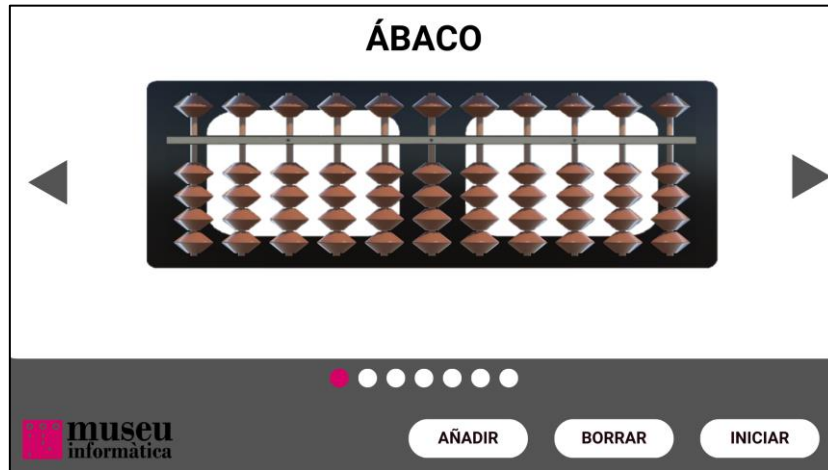 ÁBACO
museu
informàtica
AÑADIR
BORRAR
INICIAR